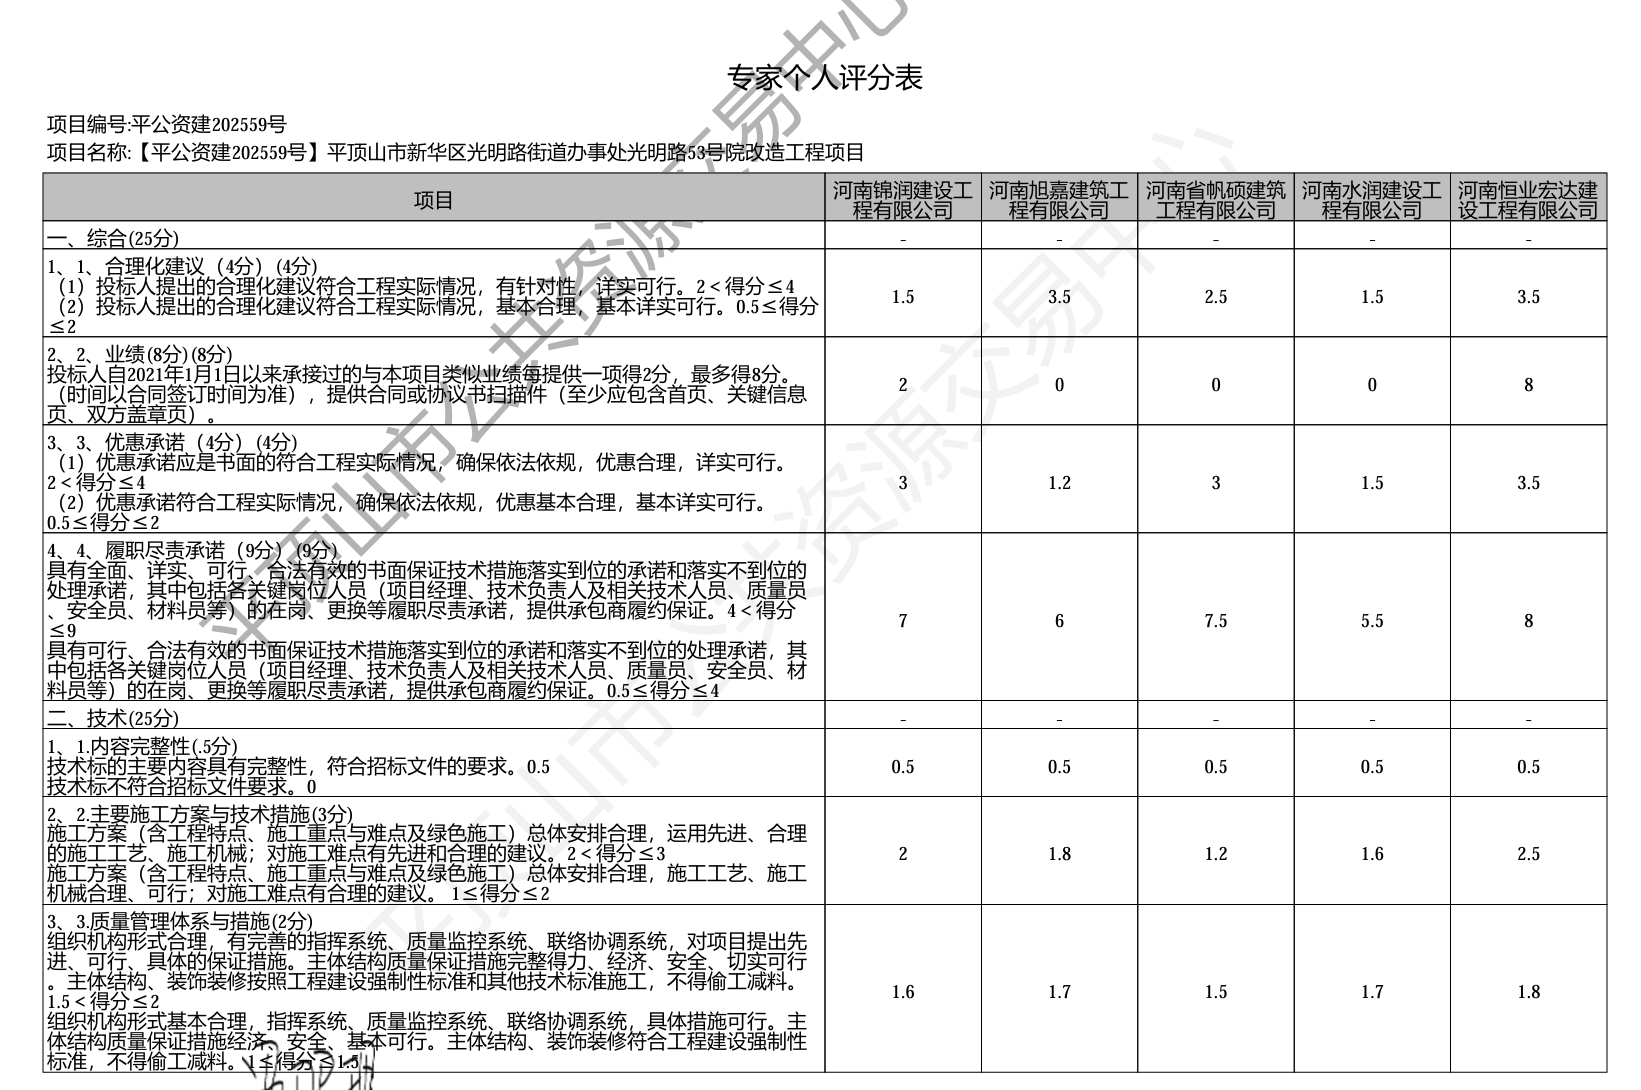 专家个人评分表
项目编号:平公资建202559号
项目名称:【平公资建202559号】平顶山市新华区光明路街道办事处光明路53号院改造工程项目
项目 河南锦润建设工程有限公司 河南旭嘉建筑工程有限公司 河南省帆硕建筑工程有限公司 河南水润建设工程有限公司 河南恒业宏达建设工程有限公司
一、综合(25分) - - - - -
1、1、合理化建议（4分）(4分)
（1）投标人提出的合理化建议符合工程实际情况，有针对性，详实可行。2＜得分≤4
（2）投标人提出的合理化建议符合工程实际情况，基本合理，基本详实可行。0.5≤得分
≤2
1.5 3.5 2.5 1.5 3.5
2、2、业绩(8分)(8分)
投标人自2021年1月1日以来承接过的与本项目类似业绩每提供一项得2分，最多得8分。
（时间以合同签订时间为准），提供合同或协议书扫描件（至少应包含首页、关键信息
页、双方盖章页）。
2 0 0 0 8
3、3、优惠承诺（4分）(4分)
（1）优惠承诺应是书面的符合工程实际情况，确保依法依规，优惠合理，详实可行。
2＜得分≤4
（2）优惠承诺符合工程实际情况，确保依法依规，优惠基本合理，基本详实可行。
0.5≤得分≤2
3 1.2 3 1.5 3.5
4、4、履职尽责承诺（9分）(9分)
具有全面、详实、可行、合法有效的书面保证技术措施落实到位的承诺和落实不到位的
处理承诺，其中包括各关键岗位人员（项目经理、技术负责人及相关技术人员、质量员
、安全员、材料员等）的在岗、更换等履职尽责承诺，提供承包商履约保证。4＜得分
≤9
具有可行、合法有效的书面保证技术措施落实到位的承诺和落实不到位的处理承诺，其
中包括各关键岗位人员（项目经理、技术负责人及相关技术人员、质量员、安全员、材
料员等）的在岗、更换等履职尽责承诺，提供承包商履约保证。0.5≤得分≤4
7 6 7.5 5.5 8
二、技术(25分) - - - - -
1、1.内容完整性(.5分)
技术标的主要内容具有完整性，符合招标文件的要求。0.5
技术标不符合招标文件要求。0
0.5 0.5 0.5 0.5 0.5
2、2.主要施工方案与技术措施(3分)
施工方案（含工程特点、施工重点与难点及绿色施工）总体安排合理，运用先进、合理
的施工工艺、施工机械；对施工难点有先进和合理的建议。2＜得分≤3
施工方案（含工程特点、施工重点与难点及绿色施工）总体安排合理，施工工艺、施工
机械合理、可行；对施工难点有合理的建议。 1≤得分≤2
2 1.8 1.2 1.6 2.5
3、3.质量管理体系与措施(2分)
组织机构形式合理，有完善的指挥系统、质量监控系统、联络协调系统，对项目提出先
进、可行、具体的保证措施。主体结构质量保证措施完整得力、经济、安全、切实可行
。主体结构、装饰装修按照工程建设强制性标准和其他技术标准施工，不得偷工减料。
1.5＜得分≤2
组织机构形式基本合理，指挥系统、质量监控系统、联络协调系统，具体措施可行。主
体结构质量保证措施经济、安全、基本可行。主体结构、装饰装修符合工程建设强制性
标准，不得偷工减料。1≤得分≤1.5
1.6 1.7 1.5 1.7 1.8
平顶山市公共资源交易中心
平顶山市公共资源交易中心